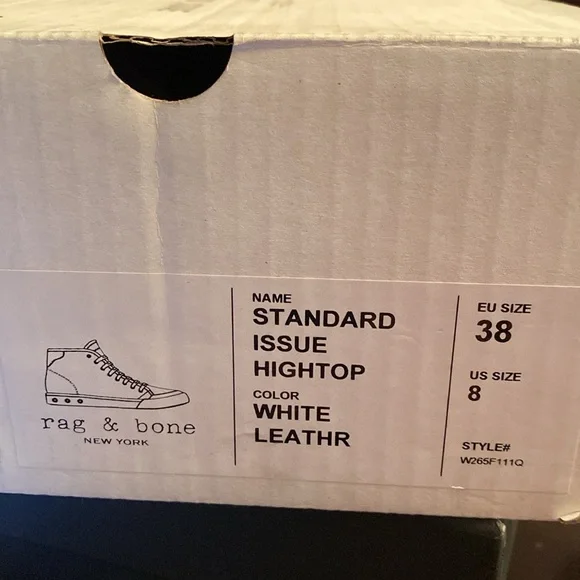 rag & bone
NEW YORK
NAME
STANDARD
ISSUE
HIGHTOP
COLOR
WHITE
LEATHR
EU SIZE
38
US SIZE
8
STYLE#
W265F111Q